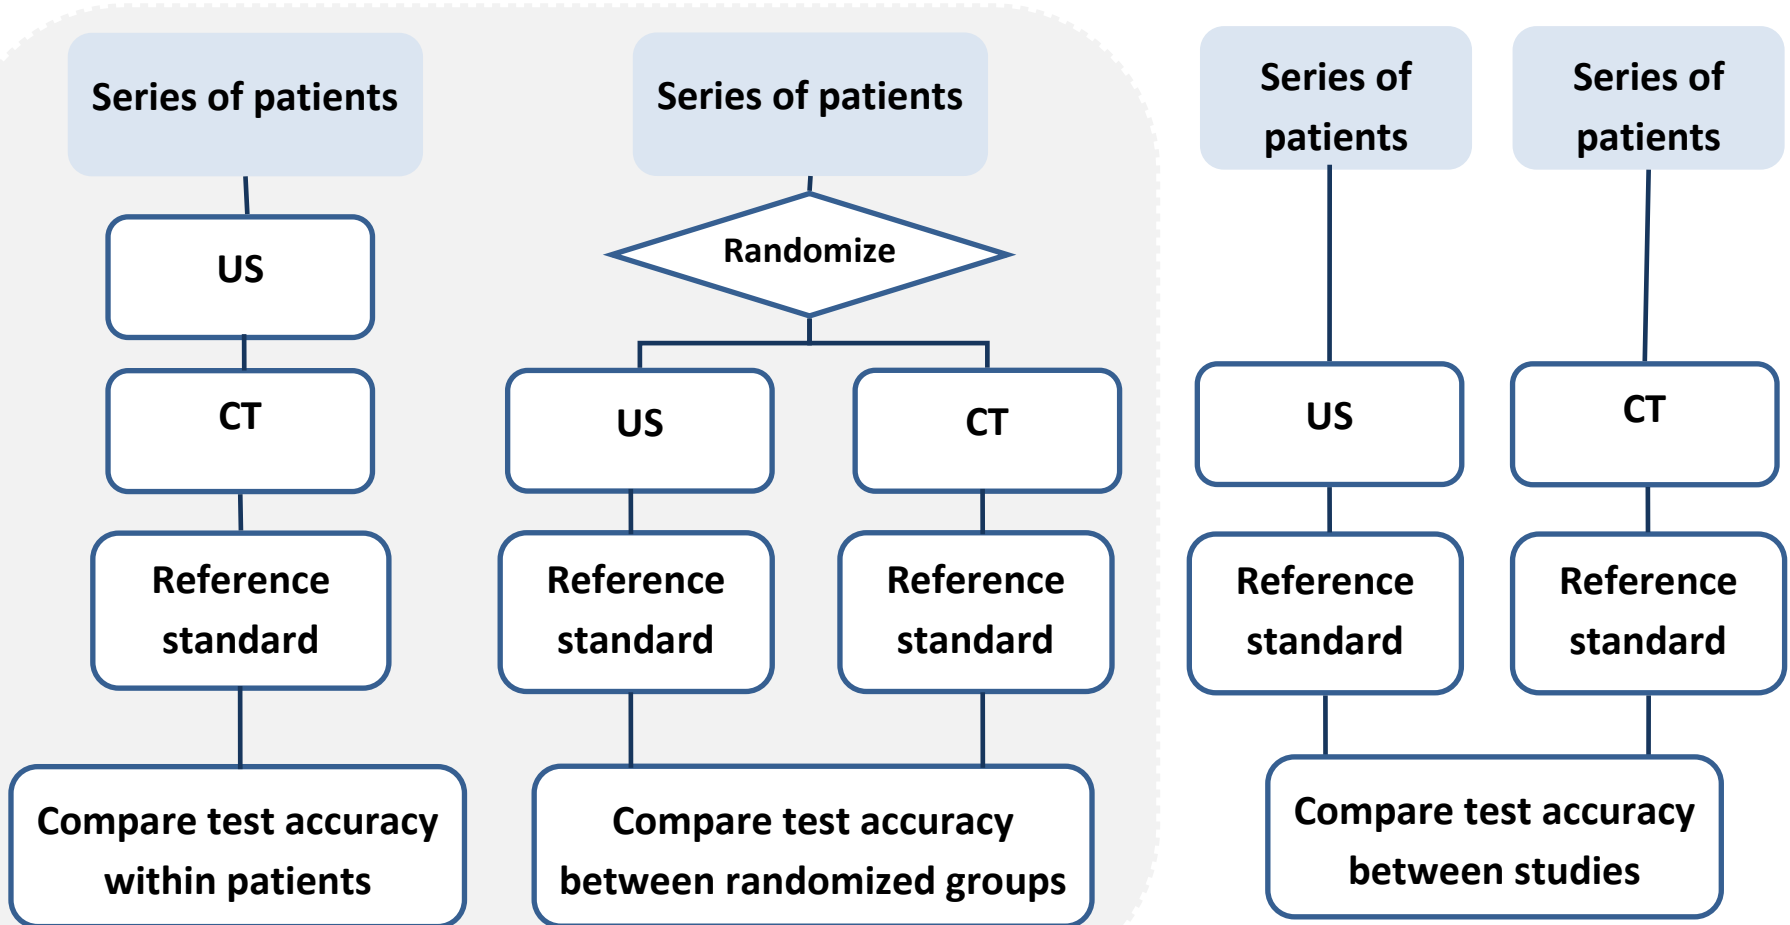 Series of patients
US
CT
Reference
standard
Compare test accuracy
within patients
Series of patients
Randomize
US
CT
Reference
standard
Reference
standard
Compare test accuracy
between randomized groups
Series of
patients
Series of
patients
US
CT
Reference
standard
Reference
standard
Compare test accuracy
between studies